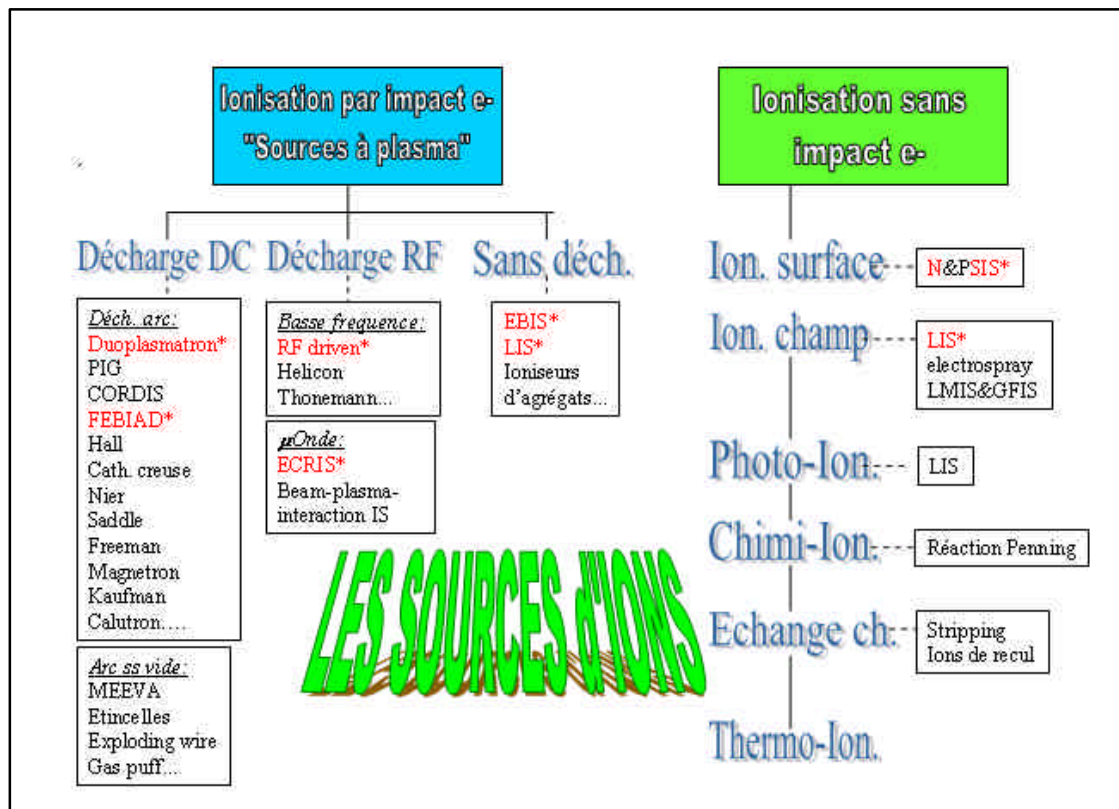 Ionisation par impact e-
"Sources à plasma"
Ionisation sans
impact e-
Décharge DC
Décharge RF
Sans déch.
Déch. arc:
Duoplasmatron*
PIG
CORDIS
FEBIAD*
Hall
Cath. creuse
Nier
Saddle
Freeman
Magnetron
Kaufman
Calutron....
Arc ss vide:
MEEVA
Etincelles
Exploding wire
Gas puff...
Basse frequence:
RF driven*
Helicon
Thonemann...
µOnde:
ECRIS*
Beam-plasma-
interaction IS
EBIS*
LIS*
Ioniseurs
d'agrégats...
LES SOURCES d'IONS
Ion. surface
N&PSIS*
Ion. champ
LIS*
electrospray
LMIS&GFIS
Photo-Ion.
LIS
Chimi-Ion.
Réaction Penning
Echange ch.
Stripping
Ions de recul
Thermo-Ion.